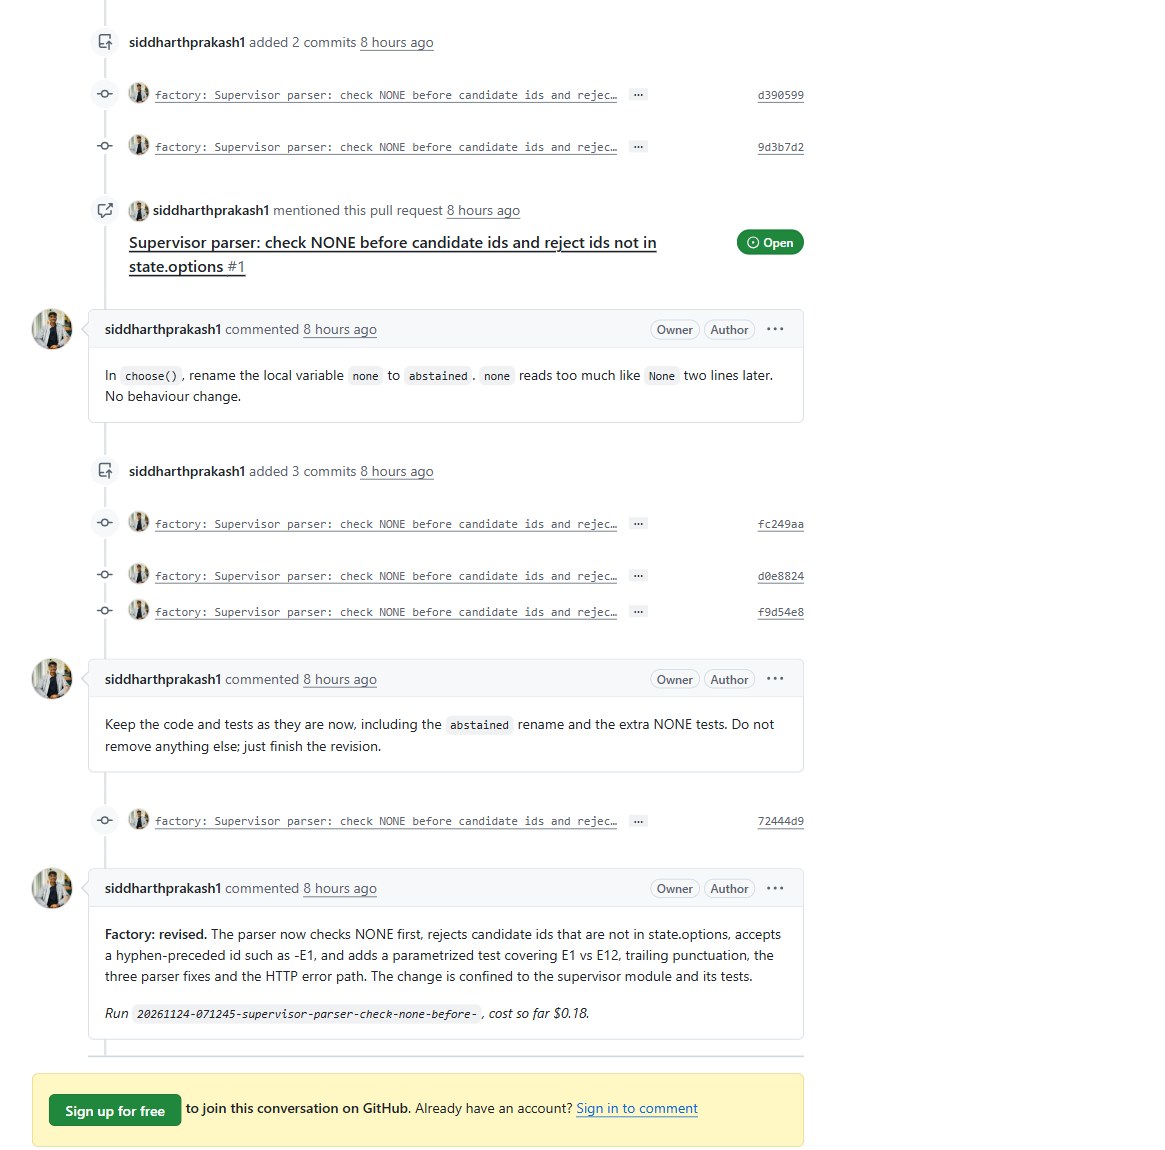 siddharthprakash1 added 2 commits 8 hours ago
factory: Supervisor parser: check NONE before candidate ids and rejec… ... d390599
factory: Supervisor parser: check NONE before candidate ids and rejec… ... 9d3b7d2
siddharthprakash1 mentioned this pull request 8 hours ago
Supervisor parser: check NONE before candidate ids and reject ids not in
state.options #1
Open
siddharthprakash1 commented 8 hours ago Owner Author ...
In choose(), rename the local variable none to abstained. none reads too much like None two lines later.
No behaviour change.
siddharthprakash1 added 3 commits 8 hours ago
factory: Supervisor parser: check NONE before candidate ids and rejec… ... fc249aa
factory: Supervisor parser: check NONE before candidate ids and rejec… ... d0e8824
factory: Supervisor parser: check NONE before candidate ids and rejec… ... f9d54e8
siddharthprakash1 commented 8 hours ago Owner Author ...
Keep the code and tests as they are now, including the abstained rename and the extra NONE tests. Do not
remove anything else; just finish the revision.
factory: Supervisor parser: check NONE before candidate ids and rejec… ... 72444d9
siddharthprakash1 commented 8 hours ago Owner Author ...
Factory: revised. The parser now checks NONE first, rejects candidate ids that are not in state.options, accepts
a hyphen-preceded id such as -E1, and adds a parametrized test covering E1 vs E12, trailing punctuation, the
three parser fixes and the HTTP error path. The change is confined to the supervisor module and its tests.
Run 20261124-071245-supervisor-parser-check-none-before-, cost so far $0.18.
Sign up for free to join this conversation on GitHub. Already have an account? Sign in to comment